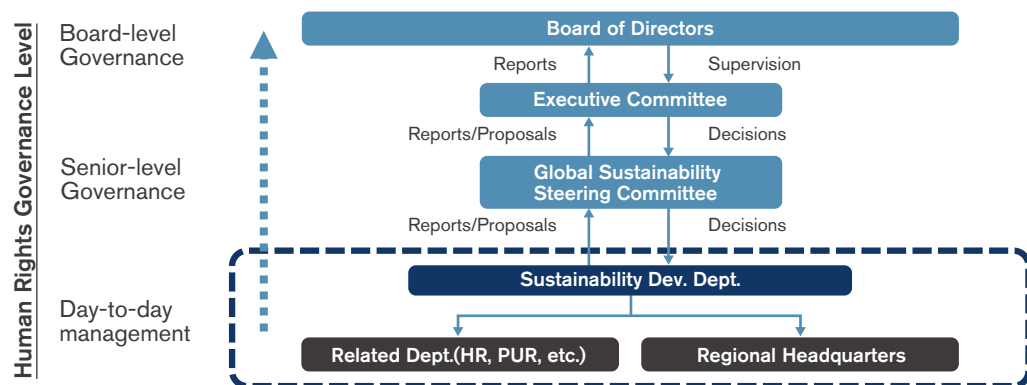 Human Rights Governance Level
Board-level
Governance
Board of Directors
Reports
Supervision
Executive Committee
Reports/Proposals
Decisions
Senior-level
Governance
Global Sustainability
Steering Committee
Reports/Proposals
Decisions
Day-to-day
management
Sustainability Dev. Dept.
Related Dept.(HR, PUR, etc.)
Regional Headquarters